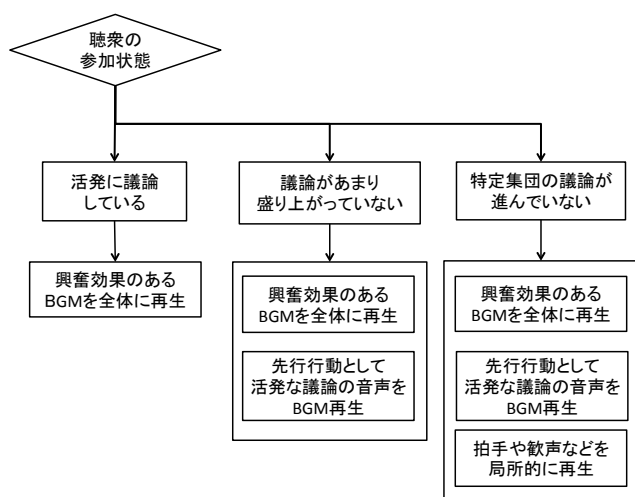 聴衆の
参加状態
活発に議論
している
議論があまり
盛り上がっていない
特定集団の議論が
進んでいない
興奮効果のある
BGMを全体に再生
興奮効果のある
BGMを全体に再生
先行行動として
活発な議論の音声を
BGM再生
興奮効果のある
BGMを全体に再生
先行行動として
活発な議論の音声を
BGM再生
拍手や歓声などを
局所的に再生